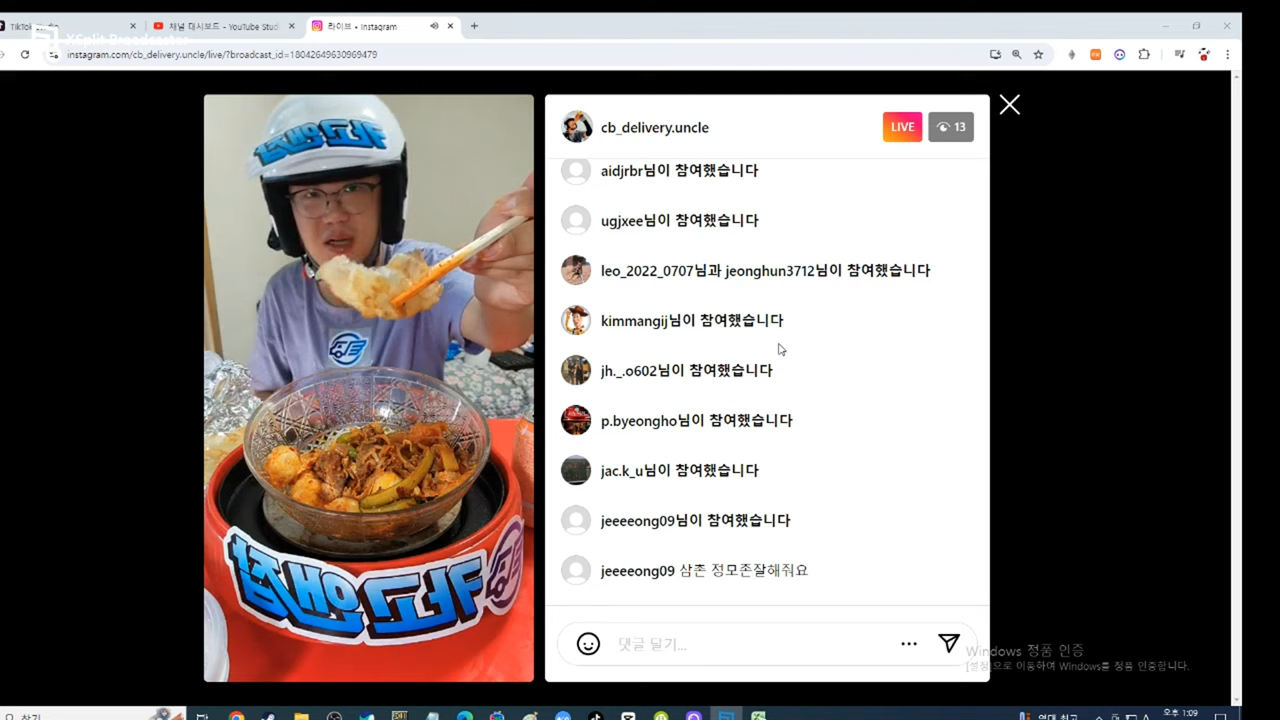 TikTok Studio
채널 대시보드 - YouTube Studi
라이브 • Instagram
XSplit Broadcaster
instagram.com/cb_delivery.uncle/live/?broadcast_id=18042649630969479
cb_delivery.uncle
LIVE
13
aidjrbr님이 참여했습니다
ugjxee님이 참여했습니다
leo_2022_0707님과 jeonghun3712님이 참여했습니다
kimmangij님이 참여했습니다
jh._.o602님이 참여했습니다
p.byeongho님이 참여했습니다
jac.k_u님이 참여했습니다
jeeeeong09님이 참여했습니다
jeeeeong09 삼촌 정모존잘해줘요
댓글 달기...
Windows 정품 인증
[설정]으로 이동하여 Windows를 정품 인증합니다.
찾기
오후 1:09